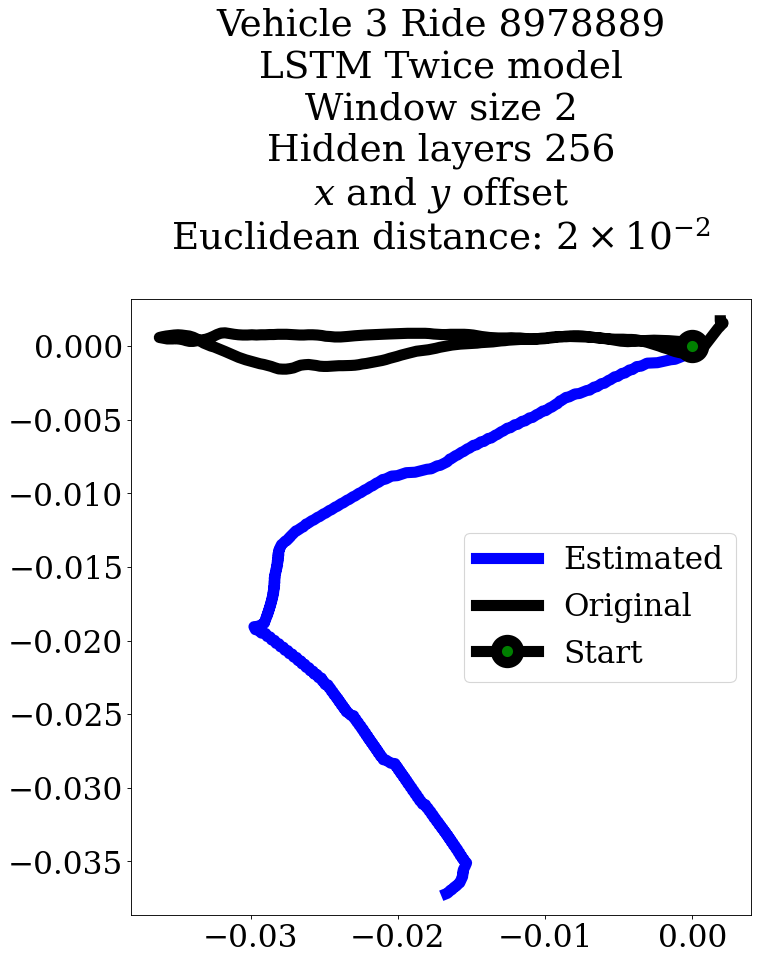 Vehicle 3 Ride 8978889
LSTM Twice model
Window size 2
Hidden layers 256
x and y offset
Euclidean distance: 2 × 10⁻²
0.000
−0.005
−0.010
−0.015
−0.020
−0.025
−0.030
−0.035
Estimated
Original
Start
−0.03 −0.02 −0.01 0.00